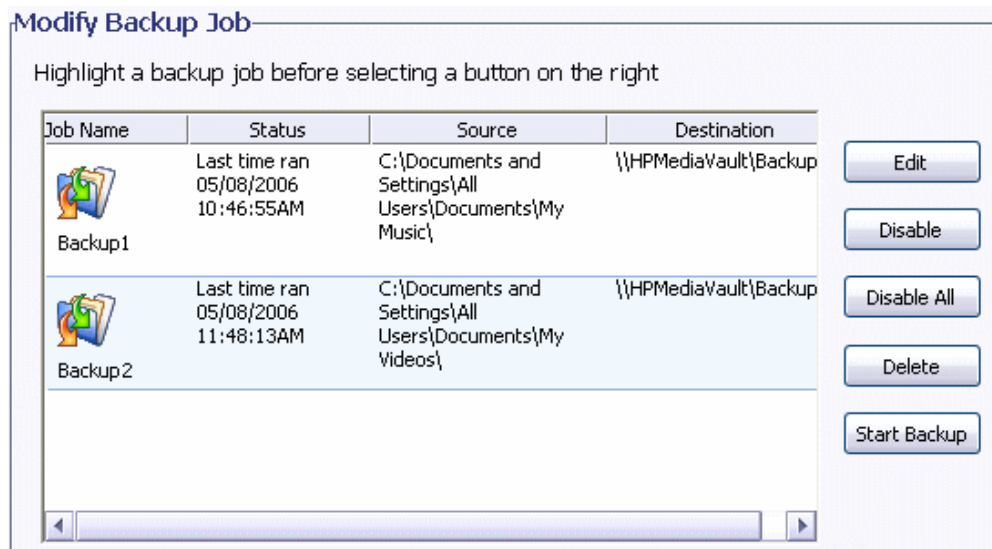 Modify Backup Job
Highlight a backup job before selecting a button on the right
Job Name Status Source Destination
Last time ran
05/08/2006
10:46:55AM
C:\Documents and
Settings\All
Users\Documents\My
Music\
\\HPMediaVault\Backup
Backup1
Last time ran
05/08/2006
11:48:13AM
C:\Documents and
Settings\All
Users\Documents\My
Videos\
\\HPMediaVault\Backup
Backup2
Edit
Disable
Disable All
Delete
Start Backup